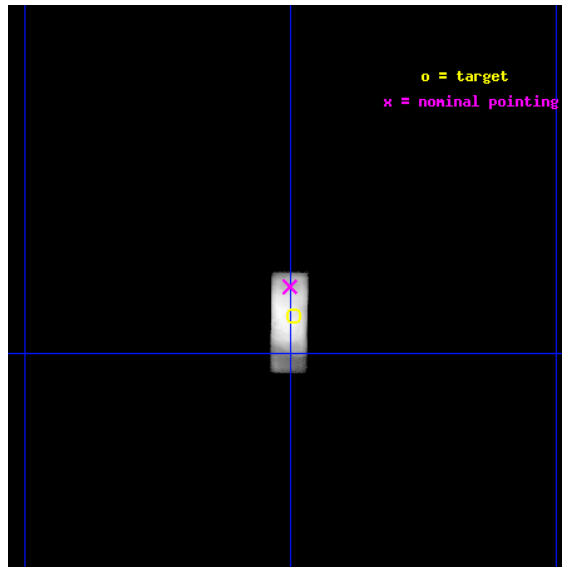 o = target
x = nominal pointing